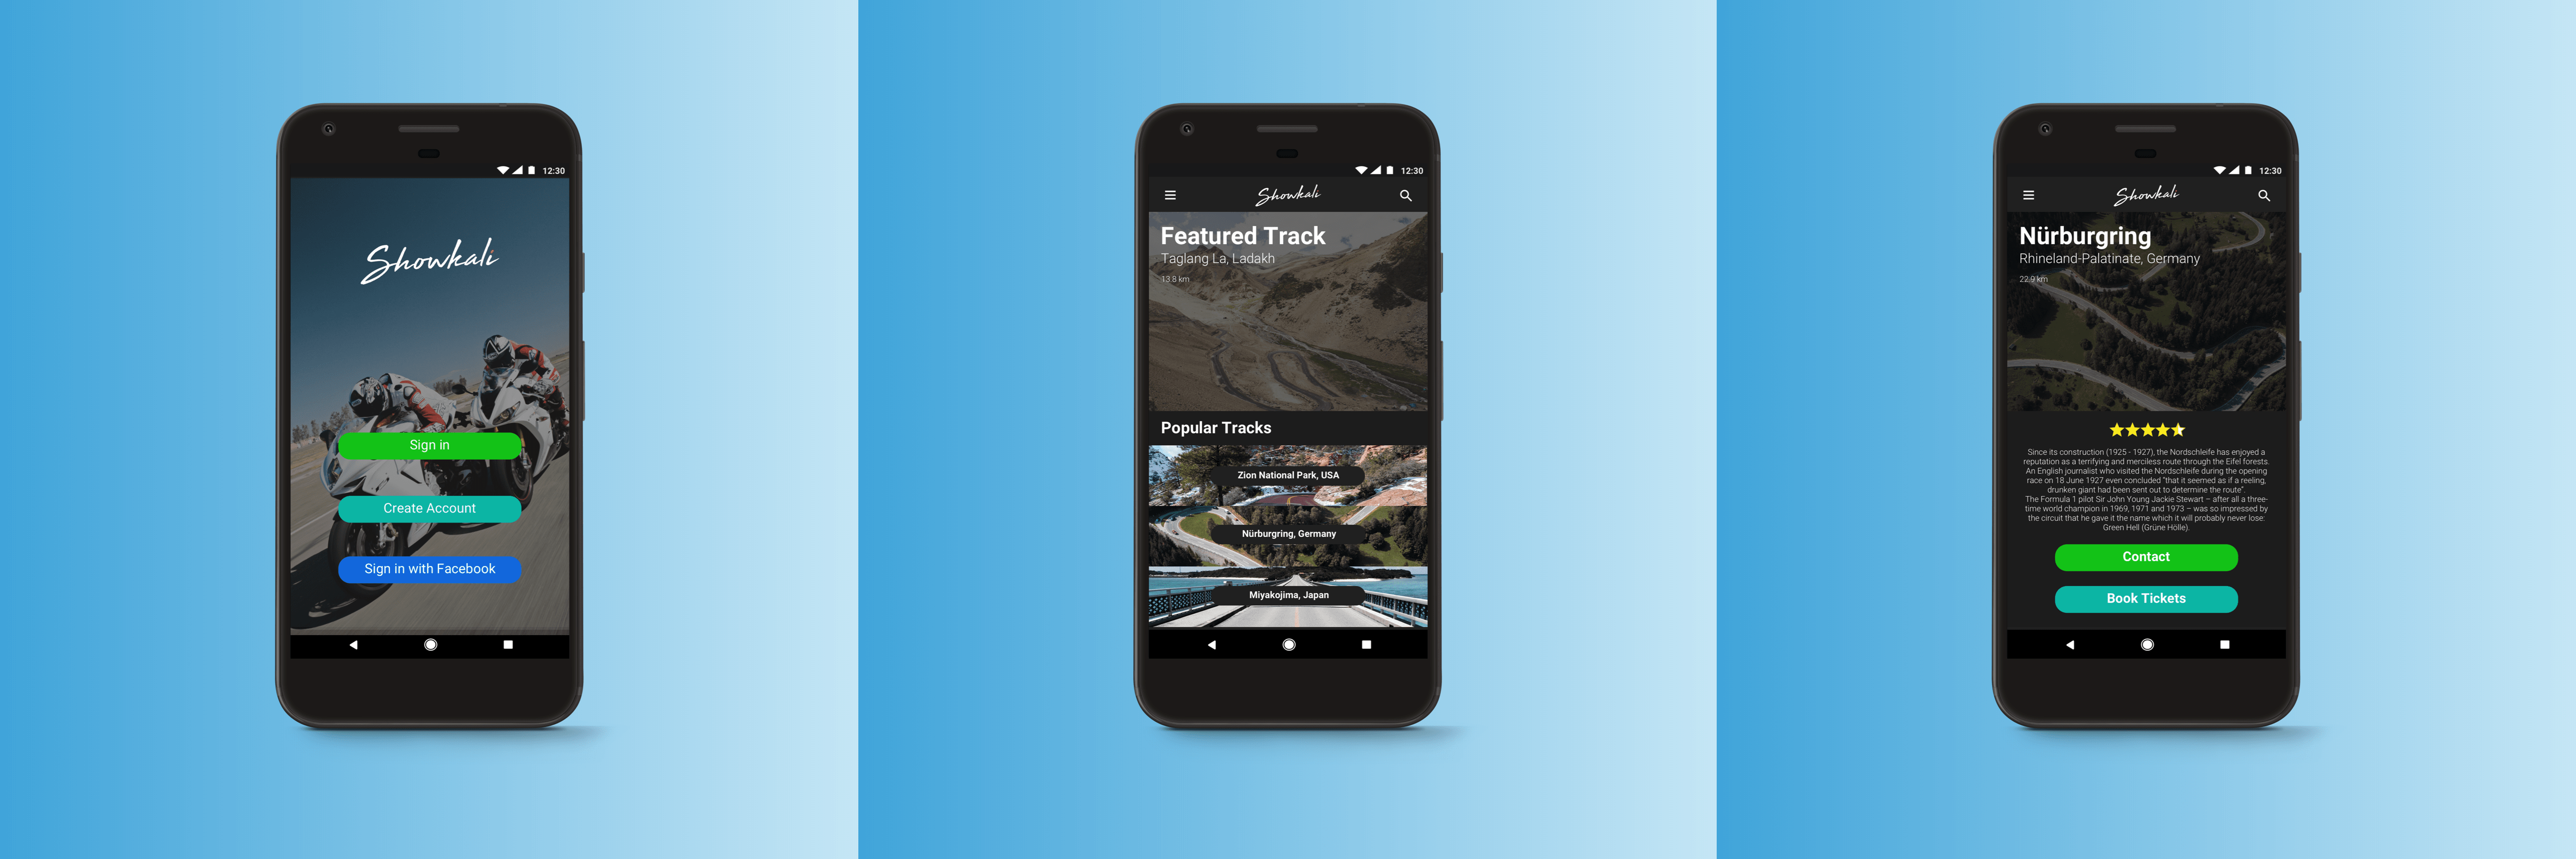 12:30
Showkali
Sign in
Create Account
Sign in with Facebook
12:30
Showkali
Featured Track
Taglang La, Ladakh
13.8 km
Popular Tracks
Zion National Park, USA
Nürburgring, Germany
Miyakojima, Japan
12:30
Showkali
Nürburgring
Rhineland-Palatinate, Germany
22.9 km
Since its construction (1925 - 1927), the Nordschleife has enjoyed a
reputation as a terrifying and merciless route through the Eifel forests.
An English journalist who visited the Nordschleife during the opening
race on 18 June 1927 even concluded “that it seemed as if a reeling,
drunken giant had been sent out to determine the route”.
The Formula 1 pilot Sir John Young Jackie Stewart – after all a three-
time world champion in 1969, 1971 and 1973 – was so impressed by
the circuit that he gave it the name which it will probably never lose:
Green Hell (Grüne Hölle).
Contact
Book Tickets